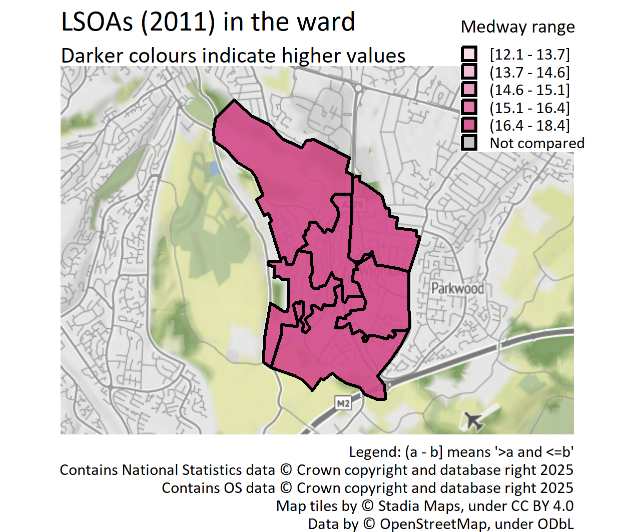 LSOAs (2011) in the ward
Darker colours indicate higher values
Medway range
[12.1 - 13.7]
(13.7 - 14.6]
(14.6 - 15.1]
(15.1 - 16.4]
(16.4 - 18.4]
Not compared
Parkwood
M2
Legend: (a - b] means '>a and <=b'
Contains National Statistics data © Crown copyright and database right 2025
Contains OS data © Crown copyright and database right 2025
Map tiles by © Stadia Maps, under CC BY 4.0
Data by © OpenStreetMap, under ODbL